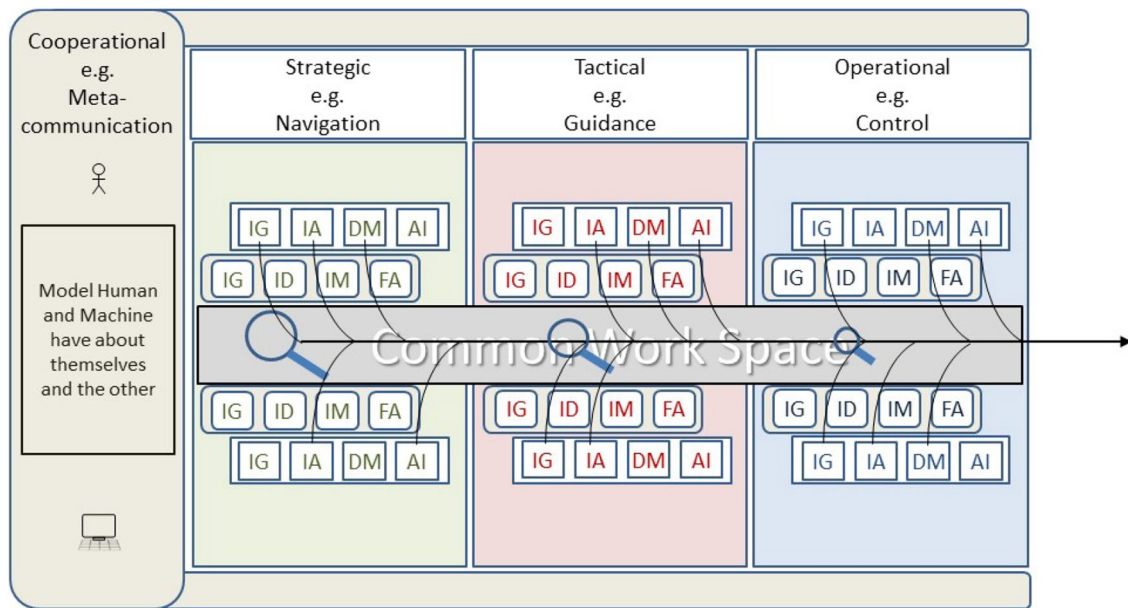 Cooperational
e.g.
Meta-
communication
Model Human
and Machine
have about
themselves
and the other
Strategic
e.g.
Navigation
Tactical
e.g.
Guidance
Operational
e.g.
Control
IG IA DM AI
IG ID IM FA
IG IA DM AI
IG ID IM FA
IG IA DM AI
IG ID IM FA
Common Work Space
IG ID IM FA
IG IA DM AI
IG ID IM FA
IG IA DM AI
IG ID IM FA
IG IA DM AI